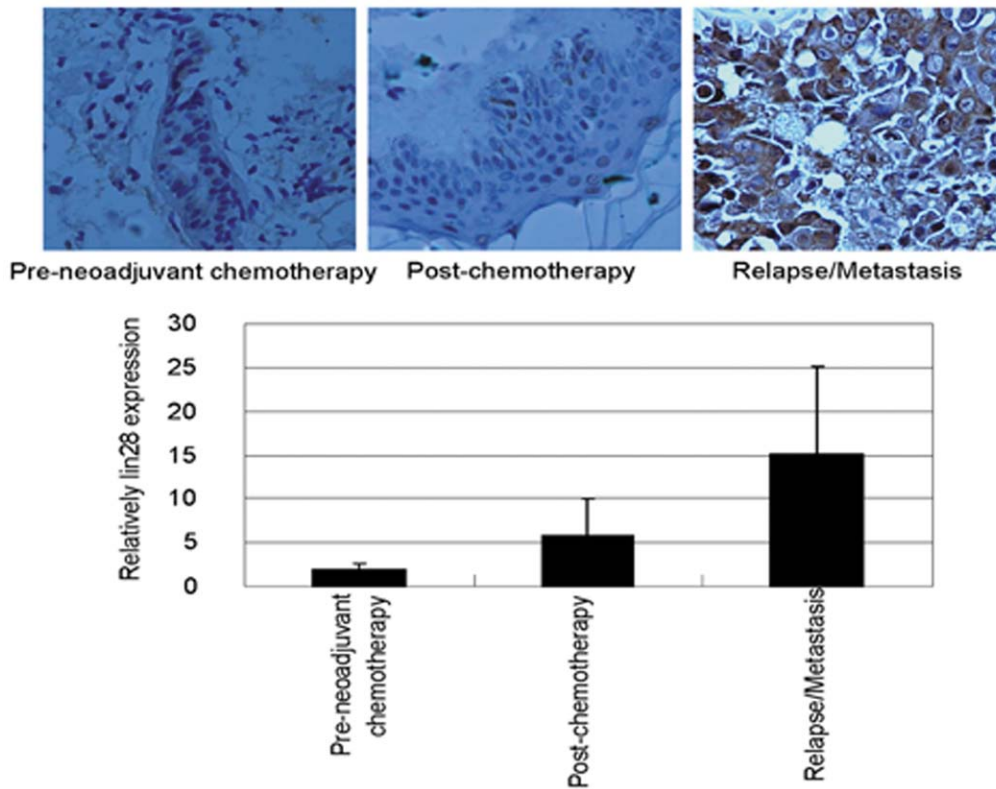 Pre-neoadjuvant chemotherapy
Post-chemotherapy
Relapse/Metastasis
Relatively lin28 expression
30
25
20
15
10
5
0
Pre-neoadjuvant
chemotherapy
Post-chemotherapy
Relapse/Metastasis